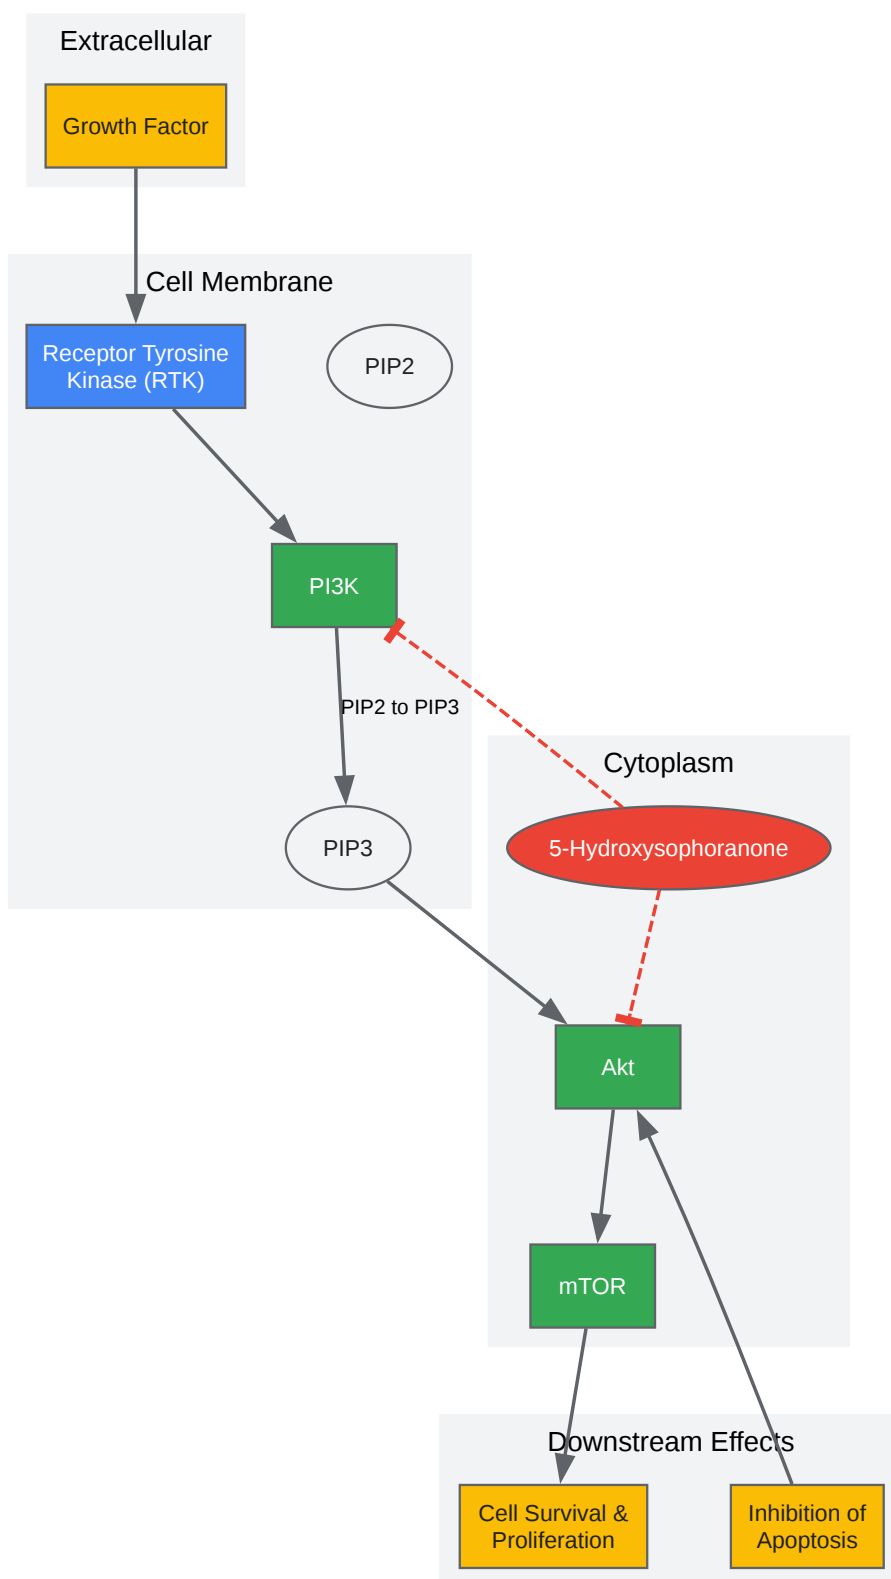 Extracellular
Growth Factor
Cell Membrane
Receptor Tyrosine
Kinase (RTK)
PIP2
PI3K
PIP2 to PIP3
Cytoplasm
PIP3
5-Hydroxysophoranone
Akt
mTOR
Downstream Effects
Cell Survival &
Proliferation
Inhibition of
Apoptosis